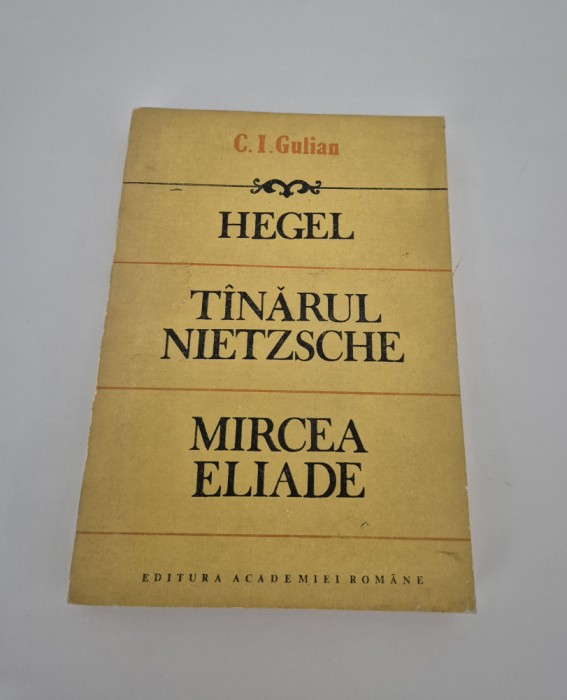 C.I.Gulian
HEGEL
TÎNĂRUL
NIETZSCHE
MIRCEA
ELIADE
EDITURA ACADEMIEI ROMÂNE